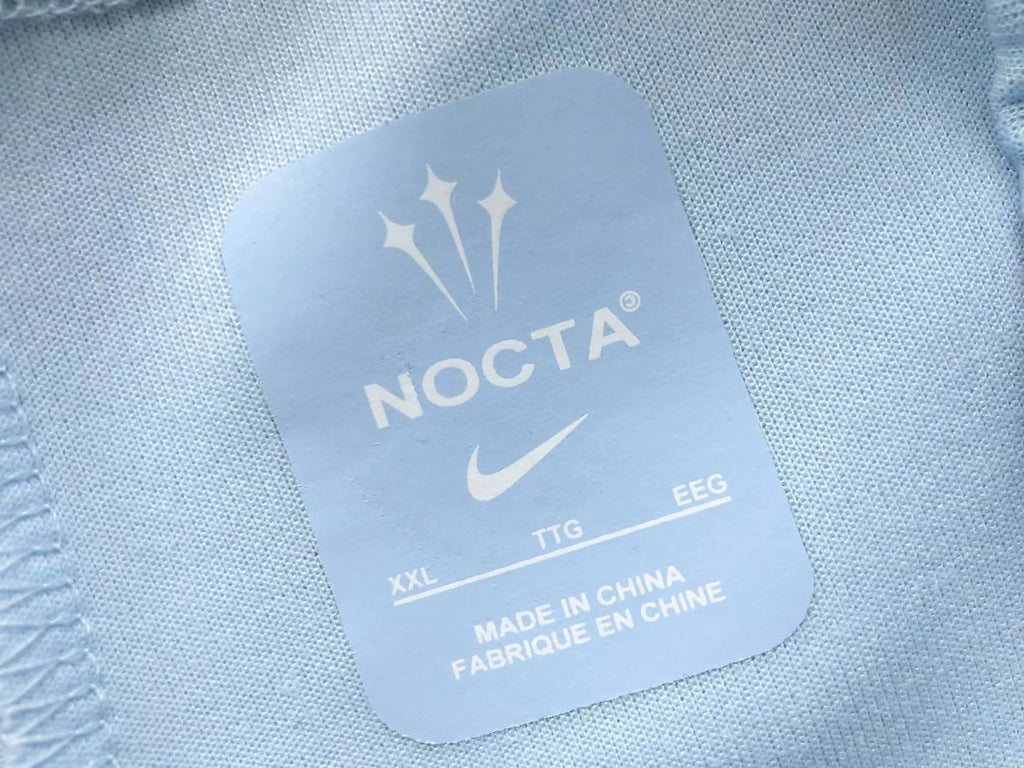 NOCTA©
XXL TTG EEG
MADE IN CHINA
FABRIQUE EN CHINE